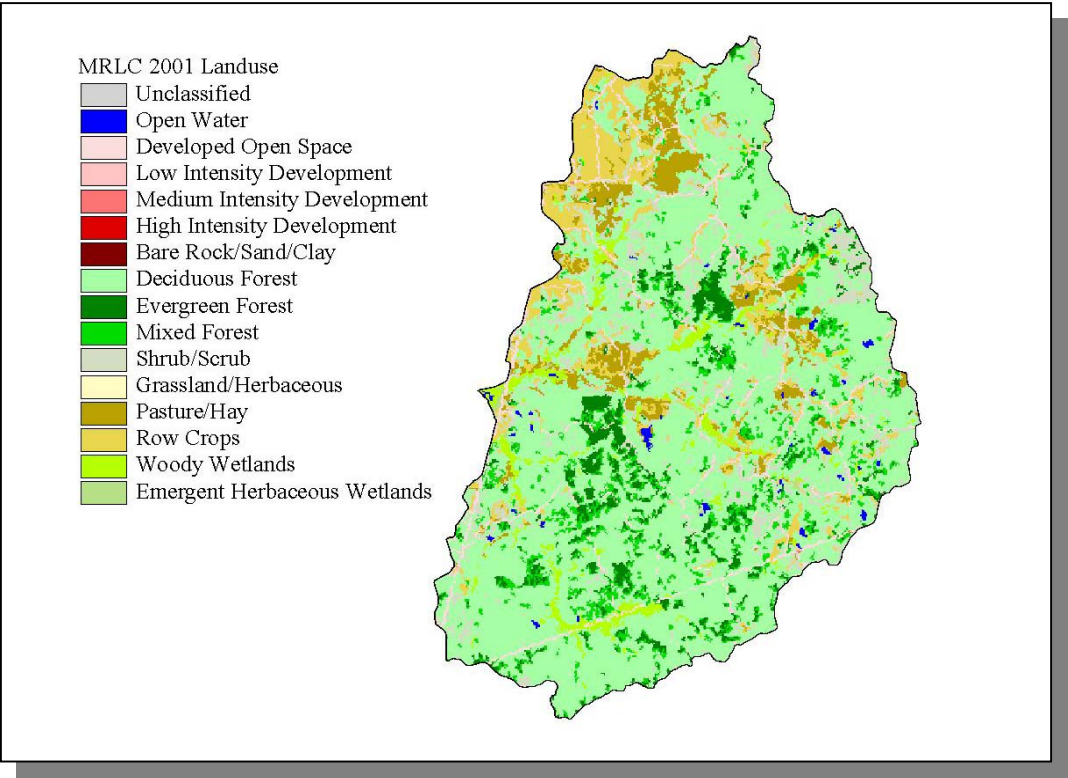 MRLC 2001 Landuse
Unclassified
Open Water
Developed Open Space
Low Intensity Development
Medium Intensity Development
High Intensity Development
Bare Rock/Sand/Clay
Deciduous Forest
Evergreen Forest
Mixed Forest
Shrub/Scrub
Grassland/Herbaceous
Pasture/Hay
Row Crops
Woody Wetlands
Emergent Herbaceous Wetlands